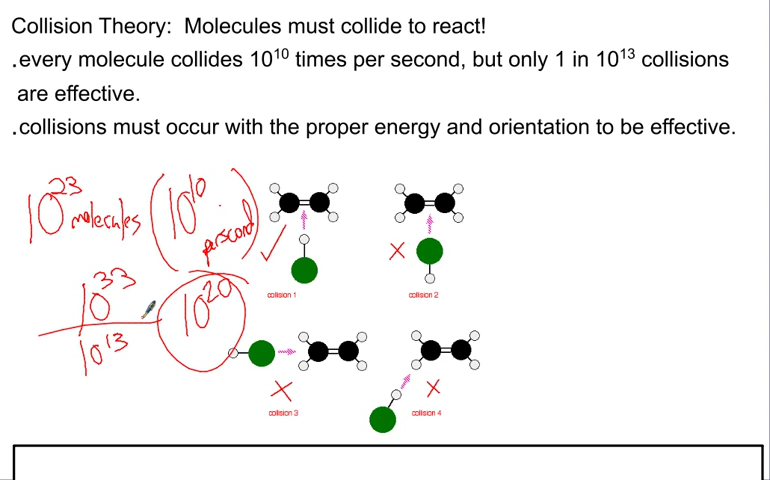 Collision Theory:  Molecules must collide to react!
.every molecule collides 10¹⁰ times per second, but only 1 in 10¹³ collisions
are effective.
.collisions must occur with the proper energy and orientation to be effective.
10²³ molecules (10¹⁰ per second)
10³³
10¹³
10²⁰
collision 1
collision 2
collision 3
collision 4